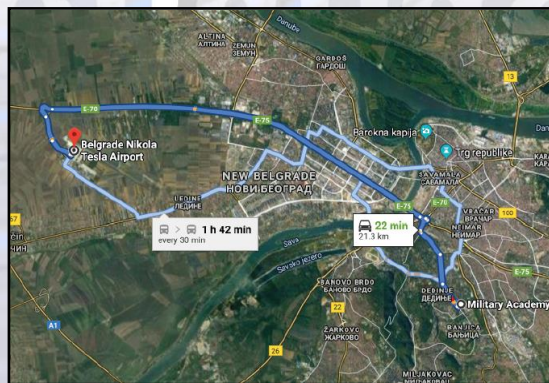 ALTINA
АЛТИНА
ZEMUN
ЗЕМУН
Danube
GARDOŠ
ГАРДОШ
13
E-70
E-75
Belgrade Nikola
Tesla Airport
Barokna kapija
Trg republike
NEW BELGRADE
НОВИ БЕОГРАД
SAVAMALA
САВАМАЛА
LEDINE
ЛЕДИНЕ
1 h 42 min
every 30 min
22 min
21.3 km
E-75
VRAČAR
ВРАЧАР
100
NEIMAR
НЕИМАР
E-75
Sava
Savsko jezero
BANOVO BRDO
БАНОВО БРДО
22
DEDINJE
ДЕДИЊЕ
Military Academy
BANJICA
БАЊИЦА
A1
ŽARKOVO
ЖАРКОВО
26
MILJAKOVAC